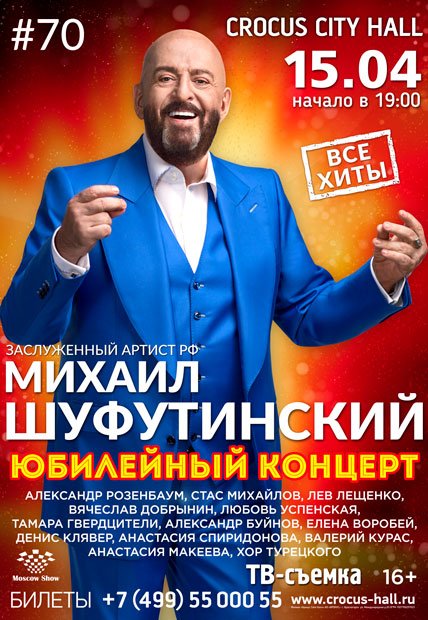 #70
CROCUS CITY HALL
15.04
начало в 19:00
ВСЕ
ХИТЫ
ЗАСЛУЖЕННЫЙ АРТИСТ РФ
МИХАИЛ
ШУФУТИНСКИЙ
ЮБИЛЕЙНЫЙ КОНЦЕРТ
АЛЕКСАНДР РОЗЕНБАУМ, СТАС МИХАЙЛОВ, ЛЕВ ЛЕЩЕНКО,
ВЯЧЕСЛАВ ДОБРЫНИН, ЛЮБОВЬ УСПЕНСКАЯ,
ТАМАРА ГВЕРДЦИТЕЛИ, АЛЕКСАНДР БУЙНОВ, ЕЛЕНА ВОРОБЕЙ,
ДЕНИС КЛЯВЕР, АНАСТАСИЯ СПИРИДОНОВА, ВАЛЕРИЙ КУРАС,
АНАСТАСИЯ МАКЕЕВА, ХОР ТУРЕЦКОГО
Moscow Show
ТВ-съемка 16+
БИЛЕТЫ +7 (499) 55 000 55 www.crocus-hall.ru